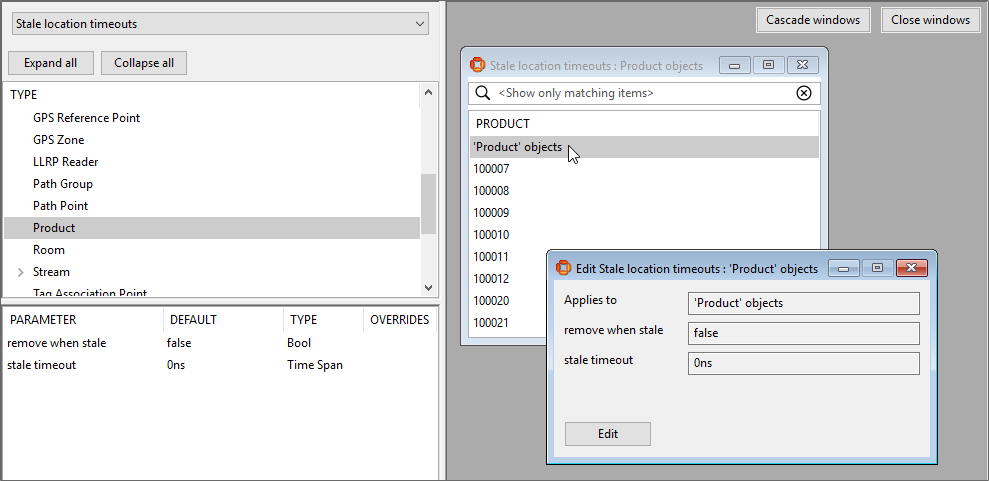 Stale location timeouts
Expand all
Collapse all
TYPE
GPS Reference Point
GPS Zone
LLRP Reader
Path Group
Path Point
Product
Room
Stream
Tag Association Point
PARAMETER DEFAULT TYPE OVERRIDES
remove when stale false Bool
stale timeout 0ns Time Span
Cascade windows
Close windows
Stale location timeouts : Product objects
<Show only matching items>
PRODUCT
'Product' objects
100007
100008
100009
100010
100011
100012
100020
100021
Edit Stale location timeouts : 'Product' objects
Applies to 'Product' objects
remove when stale false
stale timeout 0ns
Edit